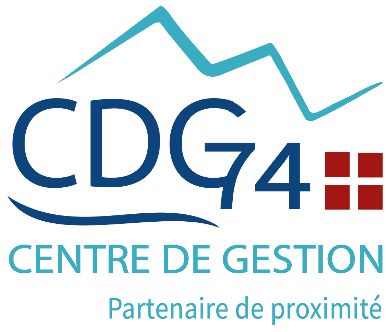 CDG74
CENTRE DE GESTION
Partenaire de proximité